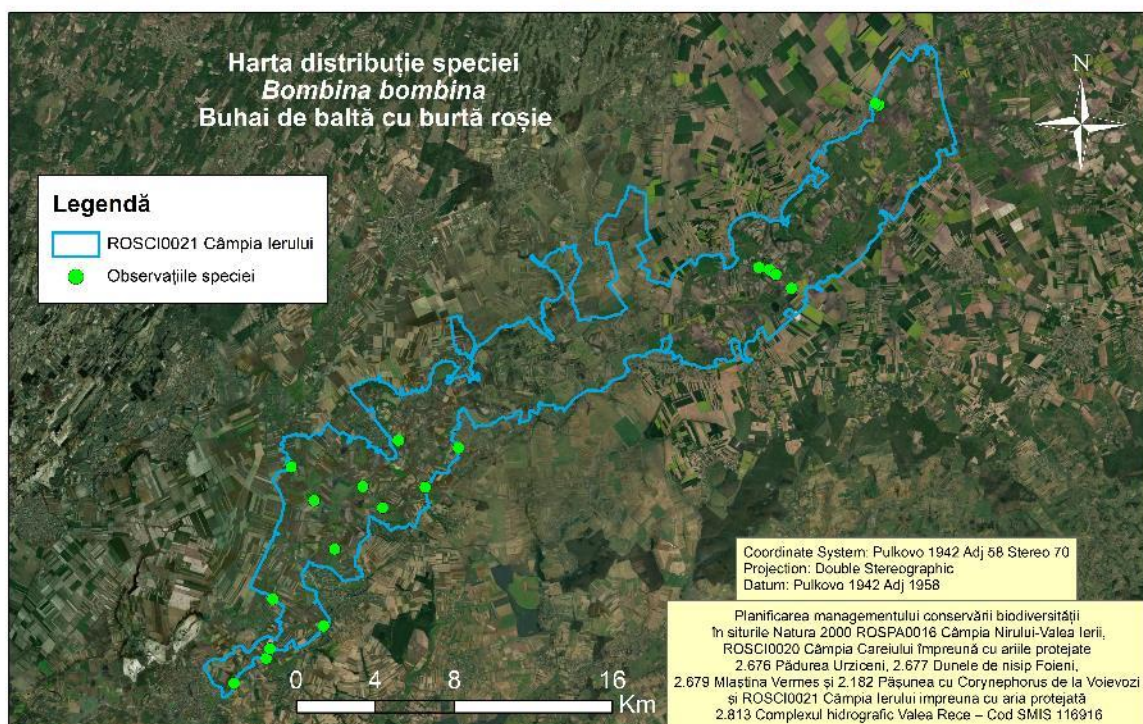 Harta distribuție speciei
Bombina bombina
Buhai de baltă cu burtă roșie
N
Legendă
ROSCI0021 Câmpia Ierului
Observațiile speciei
Coordinate System: Pulkovo 1942 Adj 58 Stereo 70
Projection: Double Stereographic
Datum: Pulkovo 1942 Adj 1958
Planificarea managementului conservării biodiversității
în siturile Natura 2000 ROSPA0016 Câmpia Nirului-Valea Ierii,
ROSCI0020 Câmpia Careiului împreună cu ariile protejate
2.676 Pădurea Urziceni, 2.677 Dunele de nisip Foieni,
2.679 Mlaștina Vermes și 2.182 Pășunea cu Corynephorus de la Voievozi
și ROSCI0021 Câmpia Ierului impreuna cu aria protejată
2.813 Complexul hidrografic Valea Rece – Cod SMIS 116916
0 4 8 16
Km